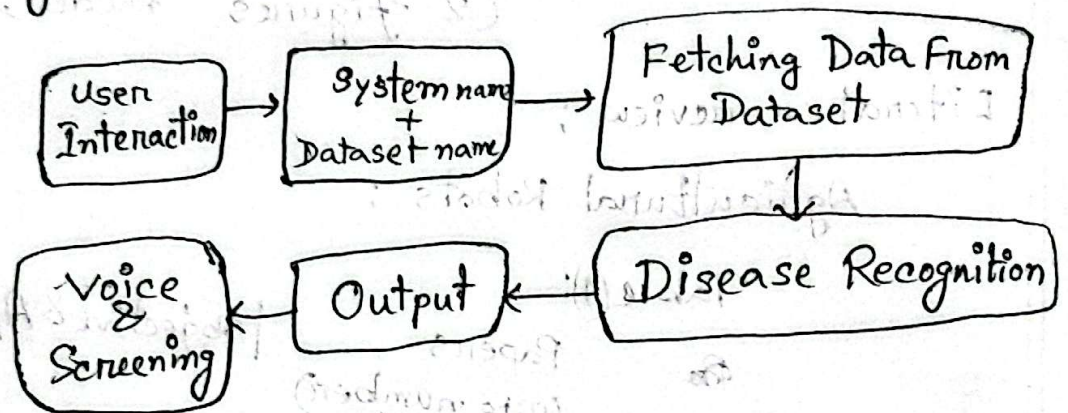 User
Interaction
System name
+
Dataset name
Fetching Data From
Dataset
Disease Recognition
Output
Voice
&
Screening